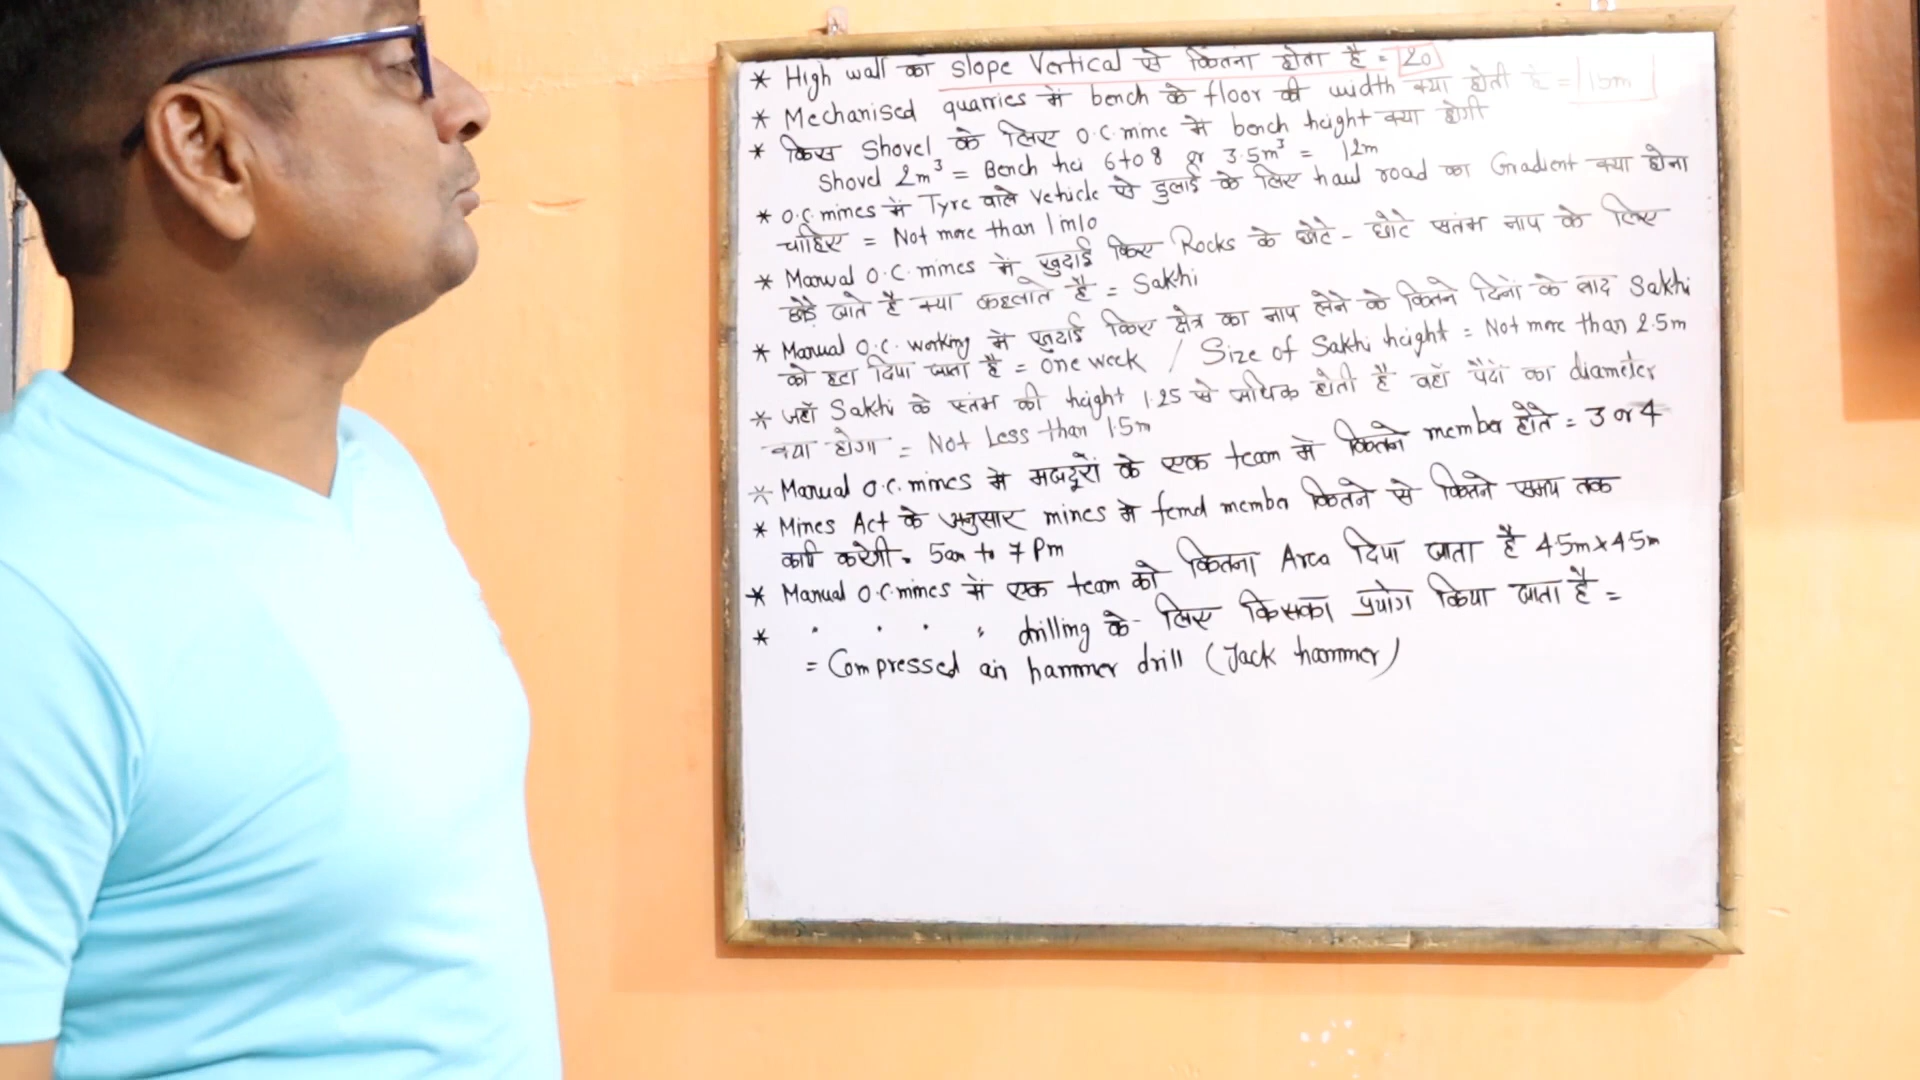 * High wall का slope Vertical से कितना होता है = 20
* Mechanised quarries में bench के floor की width क्या होती है = 15m
* किस Shovel के लिए O.C. mine में bench height क्या होगी
Shovel 2m³ = Bench hei 6 to 8 or 3.5m³ = 12m
* O.C. mines में Tyre वाले Vehicle से ढुलाई के लिए haul road का Gradient क्या होना
चाहिए = Not more than 1 in 10
* Manual O.C. mines में खुदाई किए Rocks के छोटे - छोटे स्तंभ नाप के लिए
छोड़े जाते हैं क्या कहलाते हैं = Sakhi
* Manual O.C. working में खुदाई किए क्षेत्र का नाप लेने के कितने दिनों के बाद Sakhi
को हटा दिया जाता है = one week / Size of Sakhi height = Not more than 2.5m
* जहाँ Sakhi के स्तंभ की height 1.25 से अधिक होती है वहाँ पेंदी का diameter
क्या होगा = Not Less than 1.5m
* Manual O.C. mines में मजदूरों के एक team में कितने member होते = 3 or 4
* Mines Act के अनुसार mines में femal member कितने से कितने समय तक
कार्य करेगी = 5am to 7 Pm
* Manual O.C. mines में एक team को कितना Area दिया जाता है 4.5m x 4.5m
* " " " " drilling के लिए किसका प्रयोग किया जाता है =
= Compressed air hammer drill (Jack hammer)